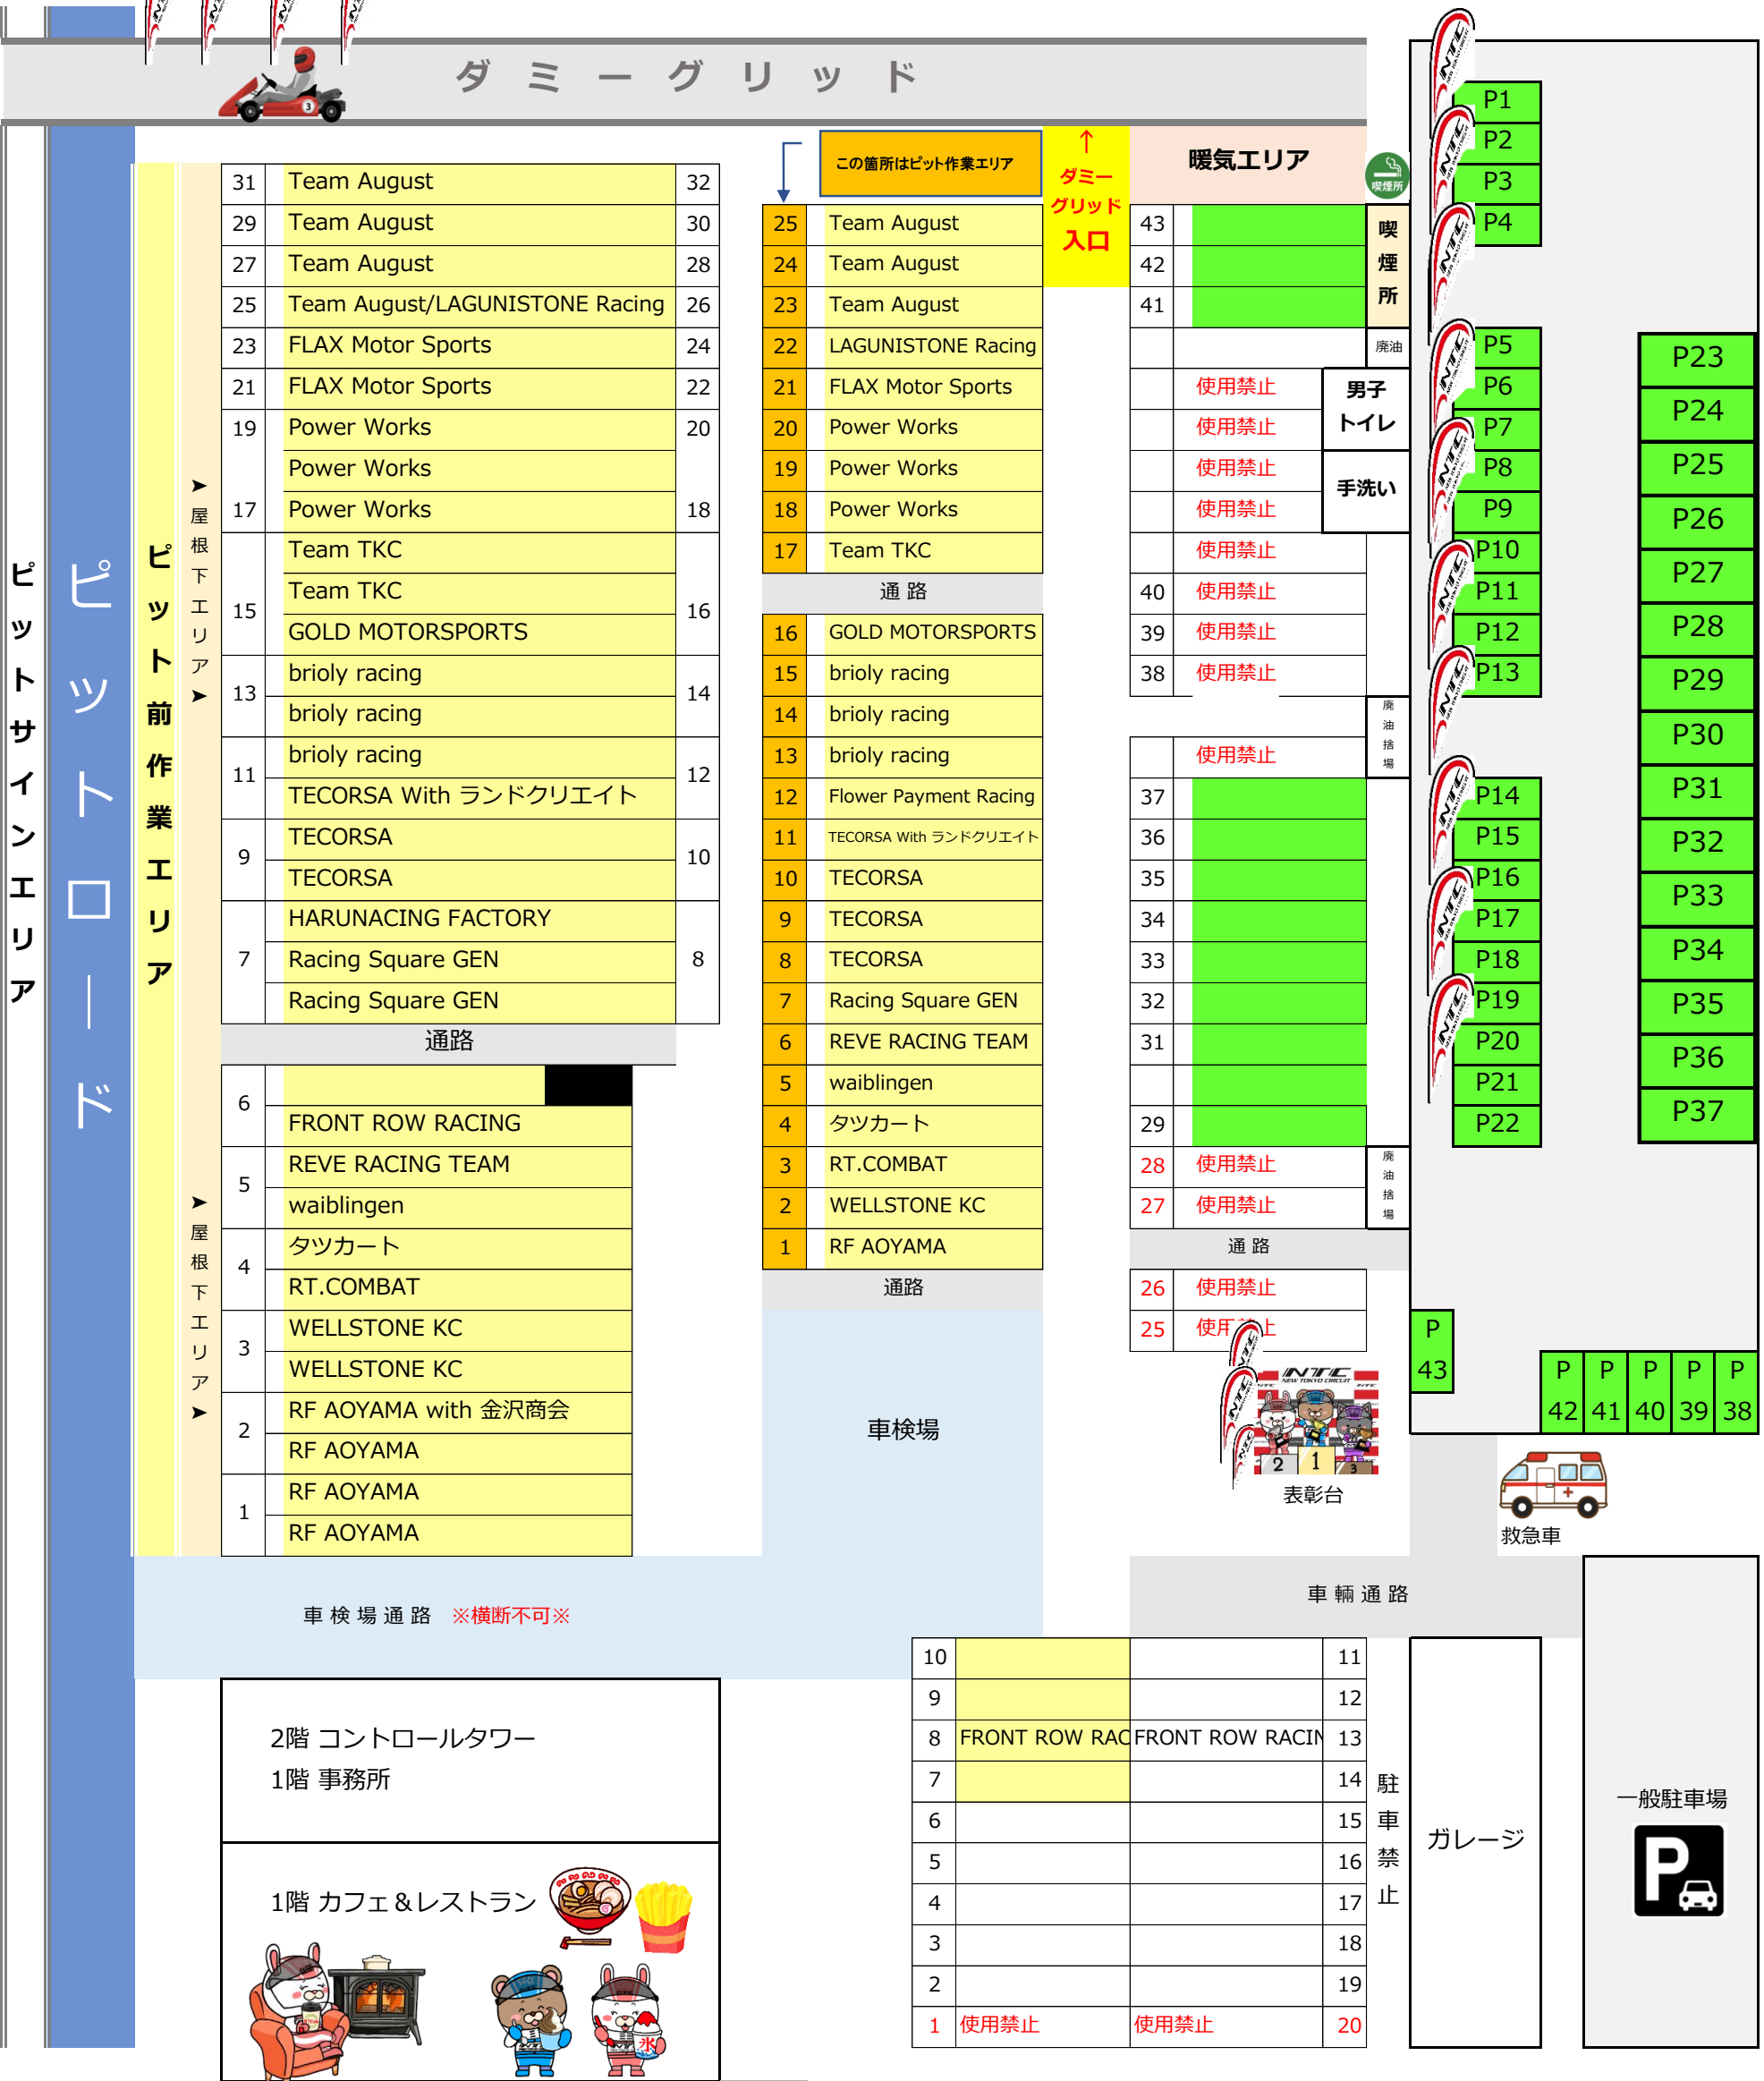 ダミーグリッド
3
ピットサインエリア
ピットロード
ピット前作業エリア
➤屋根下エリア➤
➤屋根下エリア➤
31 Team August 32
29 Team August 30
27 Team August 28
25 Team August/LAGUNISTONE Racing 26
23 FLAX Motor Sports 24
21 FLAX Motor Sports 22
19 Power Works 20
Power Works
17 Power Works 18
Team TKC
15 Team TKC 16
GOLD MOTORSPORTS
13 brioly racing 14
brioly racing
11 brioly racing 12
TECORSA With ランドクリエイト
9 TECORSA 10
TECORSA
HARUNACING FACTORY
7 Racing Square GEN 8
Racing Square GEN
通路
6
FRONT ROW RACING
5 REVE RACING TEAM
waiblingen
4 タツカート
RT.COMBAT
3 WELLSTONE KC
WELLSTONE KC
2 RF AOYAMA with 金沢商会
RF AOYAMA
1 RF AOYAMA
RF AOYAMA
この箇所はピット作業エリア
25 Team August
24 Team August
23 Team August
22 LAGUNISTONE Racing
21 FLAX Motor Sports
20 Power Works
19 Power Works
18 Power Works
17 Team TKC
通路
16 GOLD MOTORSPORTS
15 brioly racing
14 brioly racing
13 brioly racing
12 Flower Payment Racing
11 TECORSA With ランドクリエイト
10 TECORSA
9 TECORSA
8 TECORSA
7 Racing Square GEN
6 REVE RACING TEAM
5 waiblingen
4 タツカート
3 RT.COMBAT
2 WELLSTONE KC
1 RF AOYAMA
通路
車検場
↑
ダミー
グリッド
入口
暖気エリア
喫煙所
喫煙所
43
42
41
廃油
使用禁止
男子
トイレ
使用禁止
使用禁止
手洗い
使用禁止
使用禁止
40 使用禁止
39 使用禁止
38 使用禁止
廃油捨場
使用禁止
37
36
35
34
33
32
31
29
28 使用禁止
廃油捨場
27 使用禁止
通路
26 使用禁止
25 使用禁止
NTC
NEW TOKYO CIRCUIT
2 1 3
表彰台
P1
P2
P3
P4
P5
P6
P7
P8
P9
P10
P11
P12
P13
P14
P15
P16
P17
P18
P19
P20
P21
P22
P23
P24
P25
P26
P27
P28
P29
P30
P31
P32
P33
P34
P35
P36
P37
P
43
P P P P P
42 41 40 39 38
救急車
車検場通路 ※横断不可※
車輌通路
2階 コントロールタワー
1階 事務所
1階 カフェ＆レストラン
氷
10 11
9 12
8 FRONT ROW RAC FRONT ROW RACIN 13
7 14
6 15
5 16
4 17
3 18
2 19
1 使用禁止 使用禁止 20
駐車禁止
ガレージ
一般駐車場
P